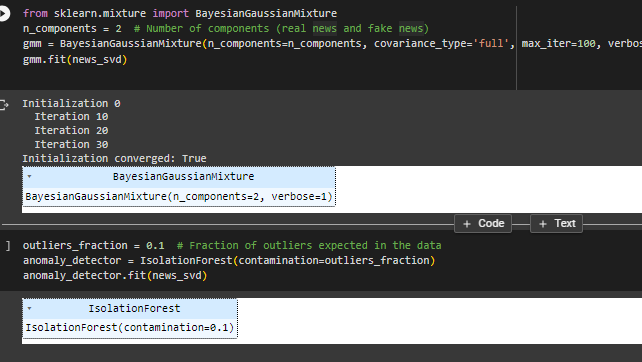 from sklearn.mixture import BayesianGaussianMixture
n_components = 2  # Number of components (real news and fake news)
gmm = BayesianGaussianMixture(n_components=n_components, covariance_type='full', max_iter=100, verbos
gmm.fit(news_svd)
Initialization 0
  Iteration 10
  Iteration 20
  Iteration 30
Initialization converged: True
BayesianGaussianMixture
BayesianGaussianMixture(n_components=2, verbose=1)
+ Code + Text
] outliers_fraction = 0.1  # Fraction of outliers expected in the data
anomaly_detector = IsolationForest(contamination=outliers_fraction)
anomaly_detector.fit(news_svd)
IsolationForest
IsolationForest(contamination=0.1)